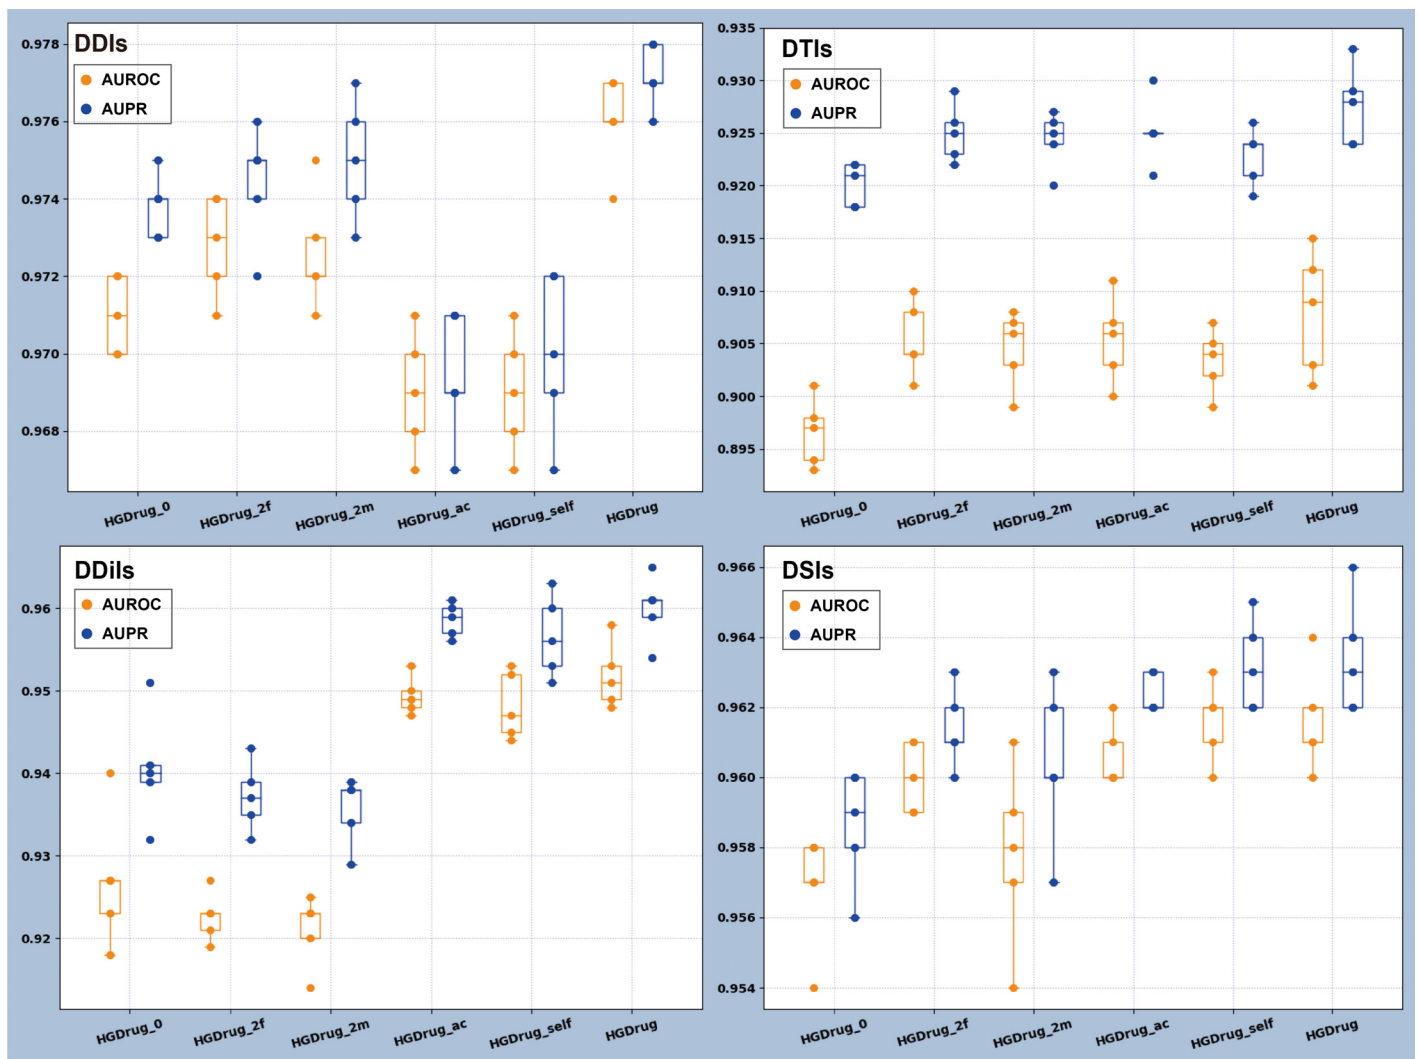 DDIs
AUROC
AUPR
0.978
0.976
0.974
0.972
0.970
0.968
HGDrug_0
HGDrug_2f
HGDrug_2m
HGDrug_ac
HGDrug_self
HGDrug
DTIs
AUROC
AUPR
0.935
0.930
0.925
0.920
0.915
0.910
0.905
0.900
0.895
HGDrug_0
HGDrug_2f
HGDrug_2m
HGDrug_ac
HGDrug_self
HGDrug
DDiIs
AUROC
AUPR
0.96
0.95
0.94
0.93
0.92
HGDrug_0
HGDrug_2f
HGDrug_2m
HGDrug_ac
HGDrug_self
HGDrug
DSIs
AUROC
AUPR
0.966
0.964
0.962
0.960
0.958
0.956
0.954
HGDrug_0
HGDrug_2f
HGDrug_2m
HGDrug_ac
HGDrug_self
HGDrug